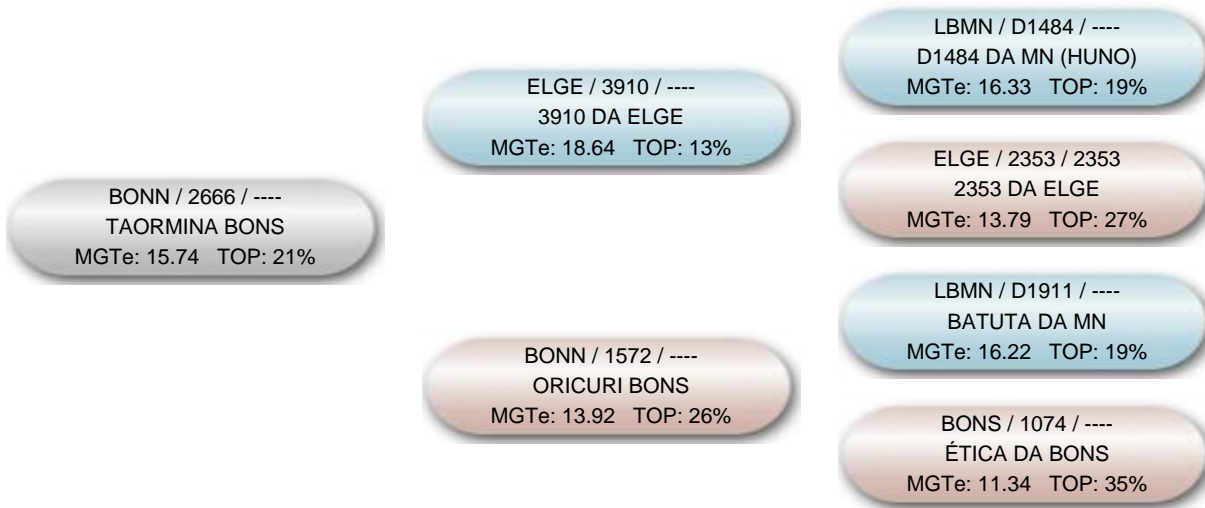 BONN / 2666 / ----
TAORMINA BONS
MGTe: 15.74 TOP: 21%
ELGE / 3910 / ----
3910 DA ELGE
MGTe: 18.64 TOP: 13%
BONN / 1572 / ----
ORICURI BONS
MGTe: 13.92 TOP: 26%
LBMN / D1484 / ----
D1484 DA MN (HUNO)
MGTe: 16.33 TOP: 19%
ELGE / 2353 / 2353
2353 DA ELGE
MGTe: 13.79 TOP: 27%
LBMN / D1911 / ----
BATUTA DA MN
MGTe: 16.22 TOP: 19%
BONS / 1074 / ----
ÉTICA DA BONS
MGTe: 11.34 TOP: 35%